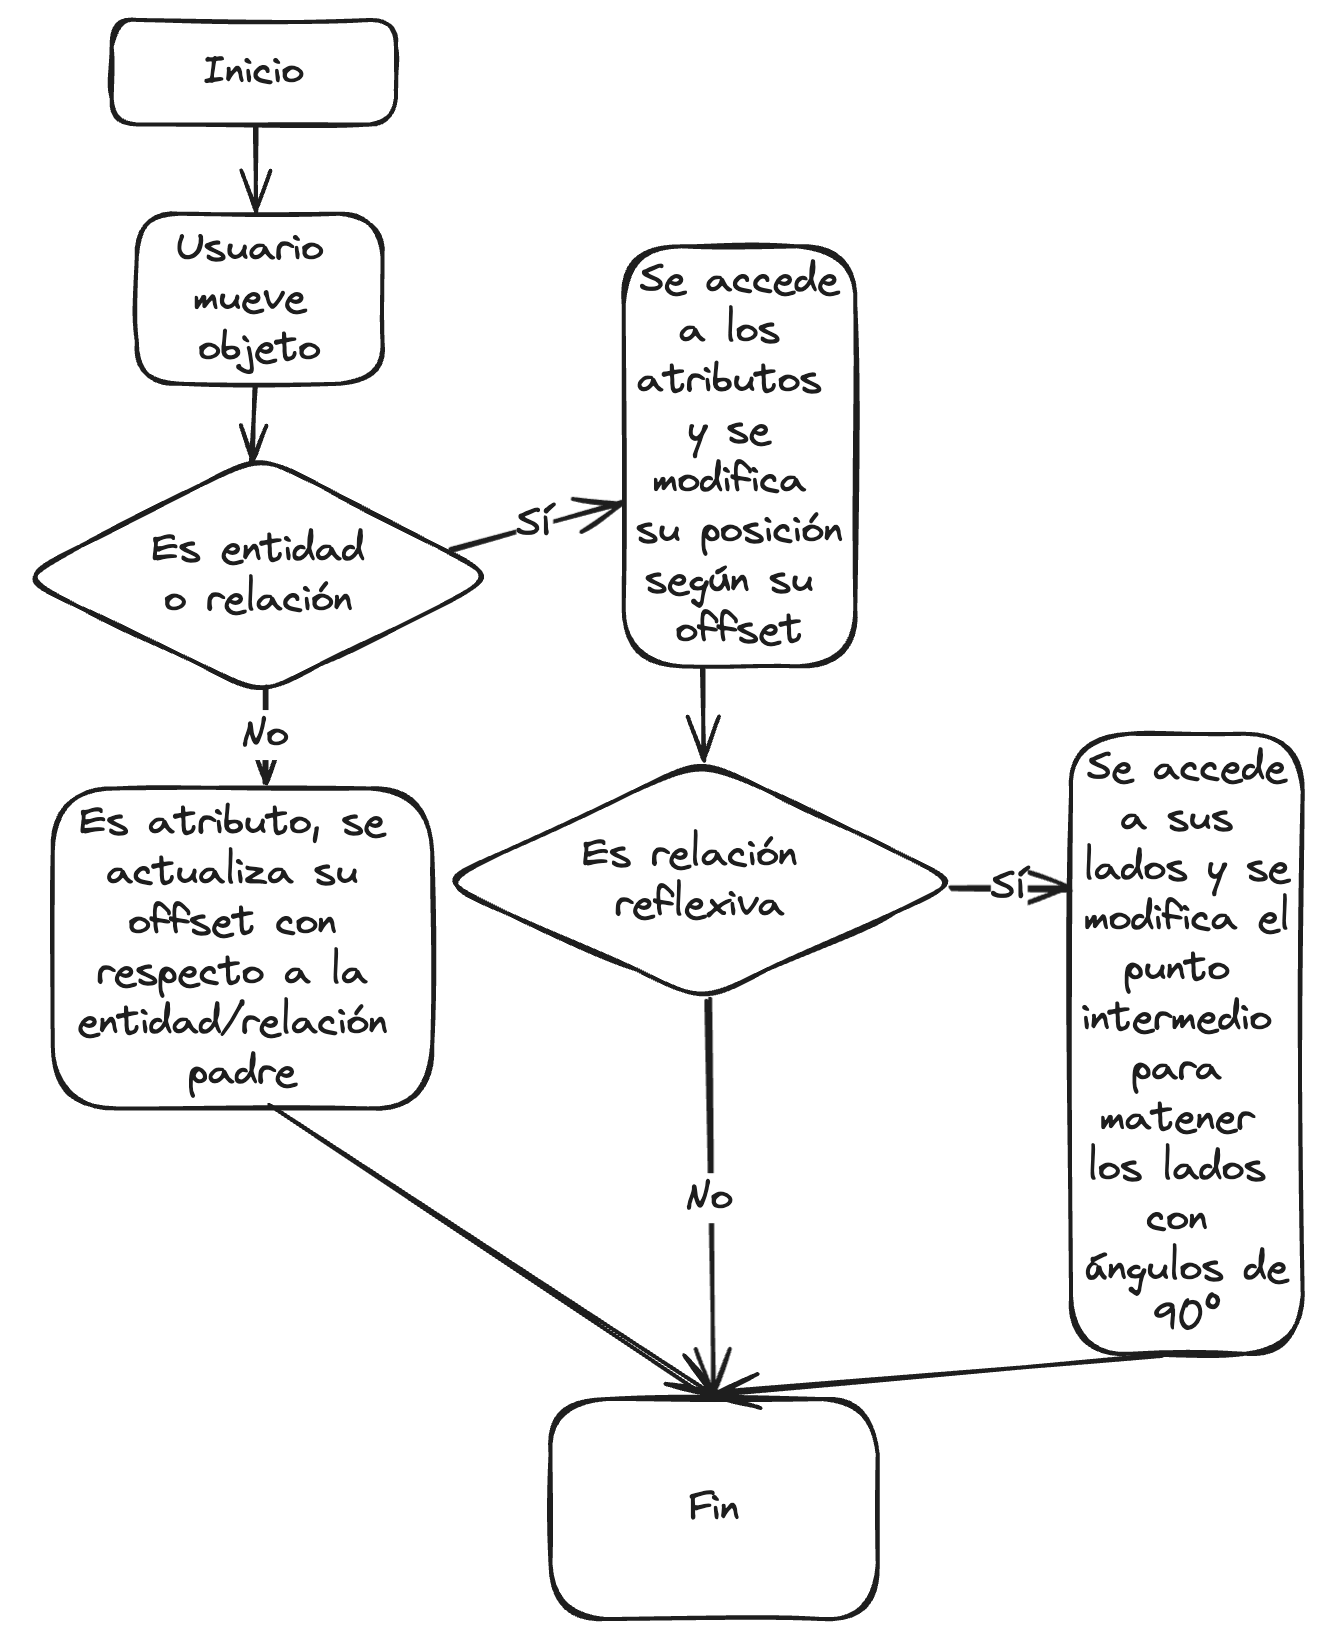 Inicio
Usuario
mueve
objeto
Es entidad
o relación
Sí
Se accede
a los
atributos
y se
modifica
su posición
según su
offset
No
Es atributo, se
actualiza su
offset con
respecto a la
entidad/relación
padre
Es relación
reflexiva
Sí
Se accede
a sus
lados y se
modifica el
punto
intermedio
para
matener
los lados
con
ángulos de
90º
No
Fin